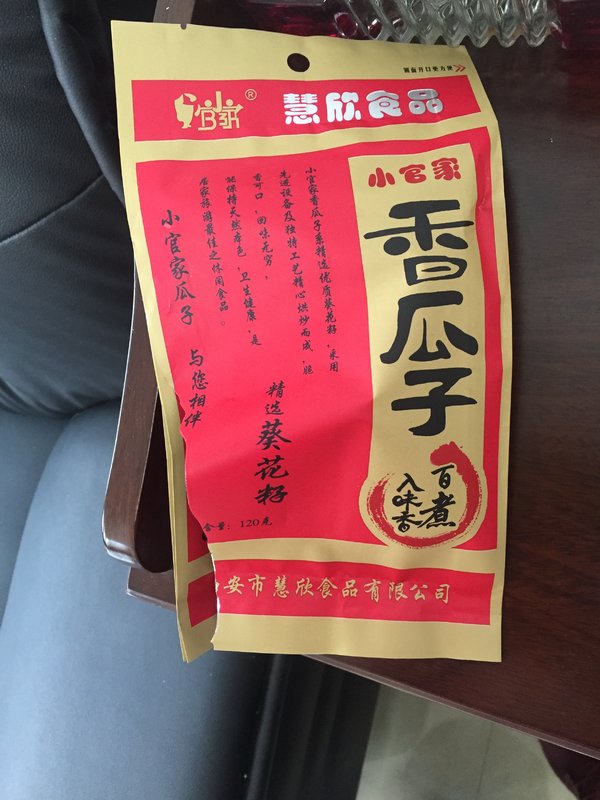 圆面开口更方便
小官家
®
慧欣食品
小官家
香瓜子
百煮
入味香
小官家香瓜子系精选优质葵花籽，采用
先进设备及独特工艺精心烘炒而成，脆
香可口，回味无穷，
能保持天然本色，卫生健康，是
居家旅游最佳之休闲食品。
小官家瓜子 与您相伴
精选葵花籽
含量：120克
安市慧欣食品有限公司